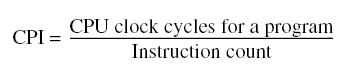 CPI = CPU clock cycles for a program
Instruction count